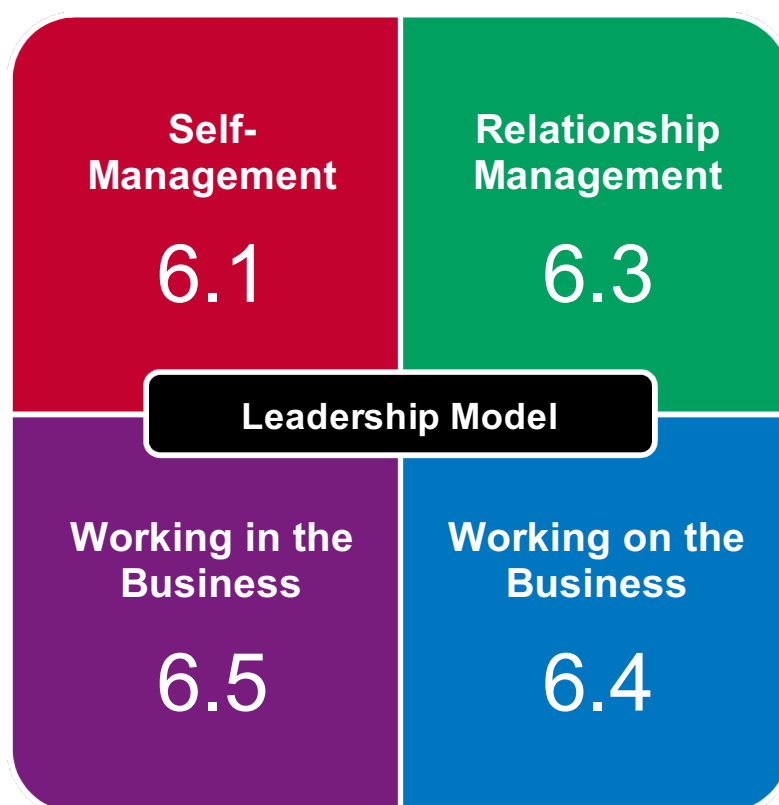 Self-
Management
6.1
Relationship
Management
6.3
Leadership Model
Working in the
Business
6.5
Working on the
Business
6.4